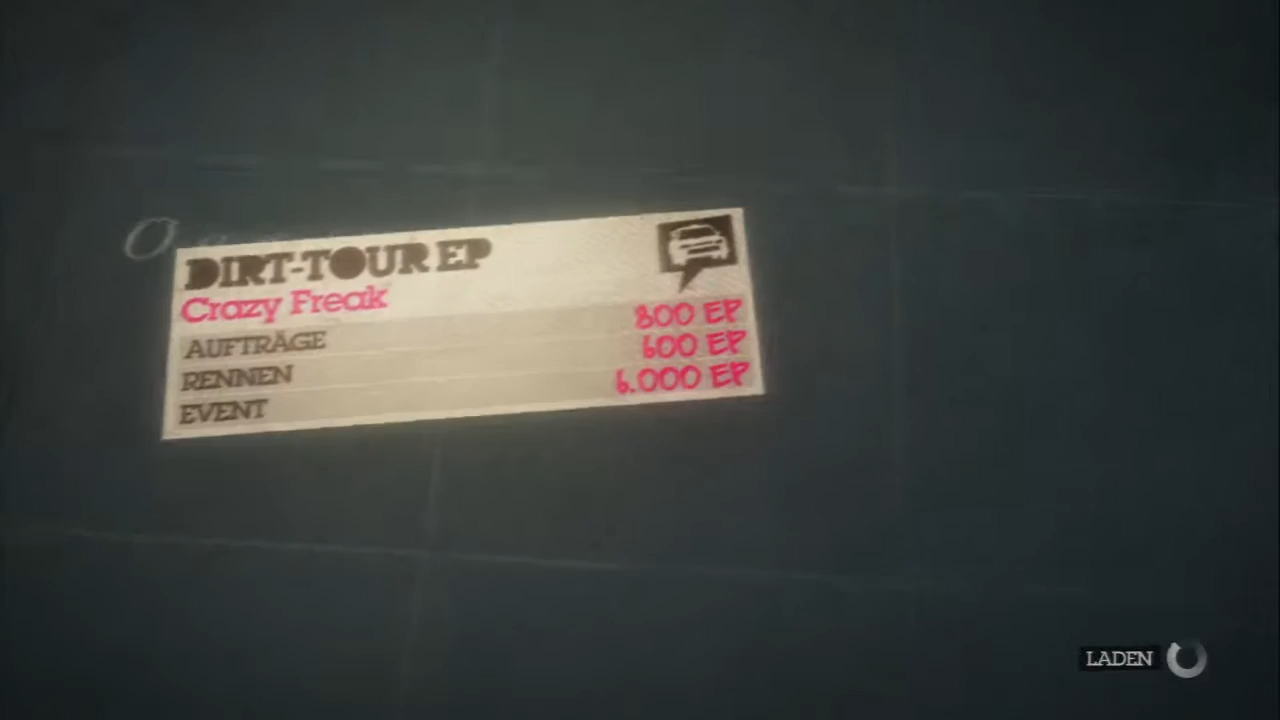 DIRT-TOUR EP
Crazy Freak
AUFTRÄGE 800 EP
RENNEN 600 EP
EVENT 6.000 EP
LADEN